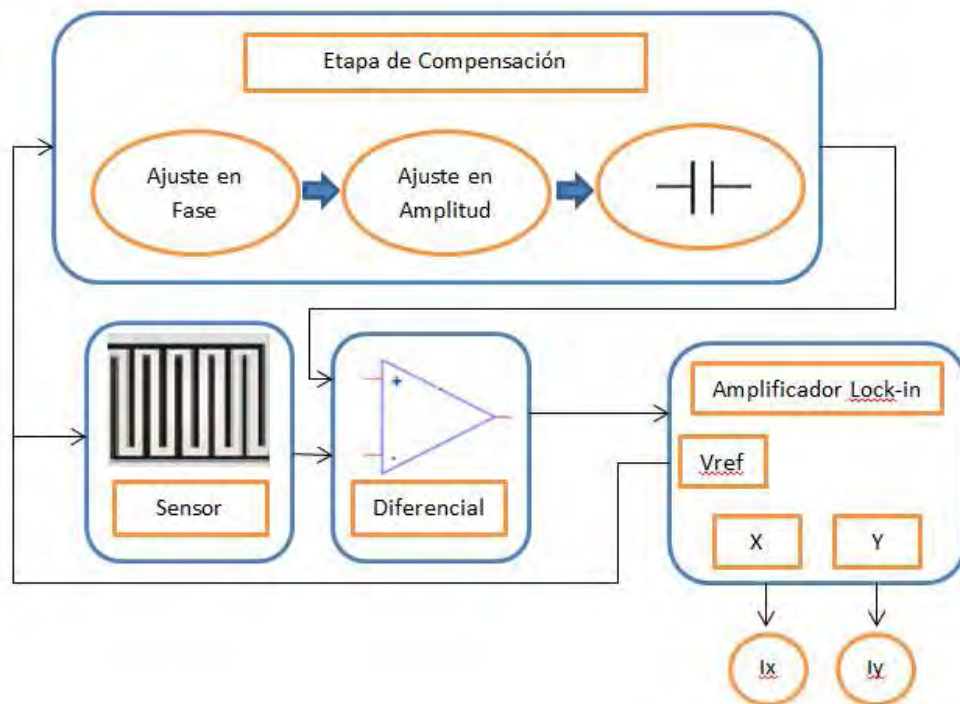 Etapa de Compensación
Ajuste en
Fase
Ajuste en
Amplitud
+
-
Sensor
Diferencial
Amplificador Lock-in
Vref
X
Y
Ix
Iy